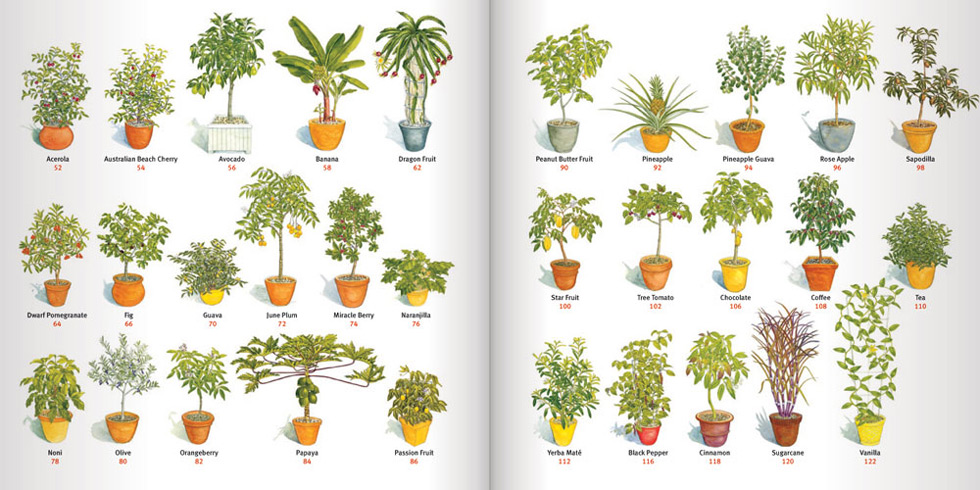 Acerola
52
Australian Beach Cherry
54
Avocado
56
Banana
58
Dragon Fruit
62
Dwarf Pomegranate
64
Fig
66
Guava
70
June Plum
72
Miracle Berry
74
Naranjilla
76
Noni
78
Olive
80
Orangeberry
82
Papaya
84
Passion Fruit
86
Peanut Butter Fruit
90
Pineapple
92
Pineapple Guava
94
Rose Apple
96
Sapodilla
98
Star Fruit
100
Tree Tomato
102
Chocolate
106
Coffee
108
Tea
110
Yerba Maté
112
Black Pepper
116
Cinnamon
118
Sugarcane
120
Vanilla
122